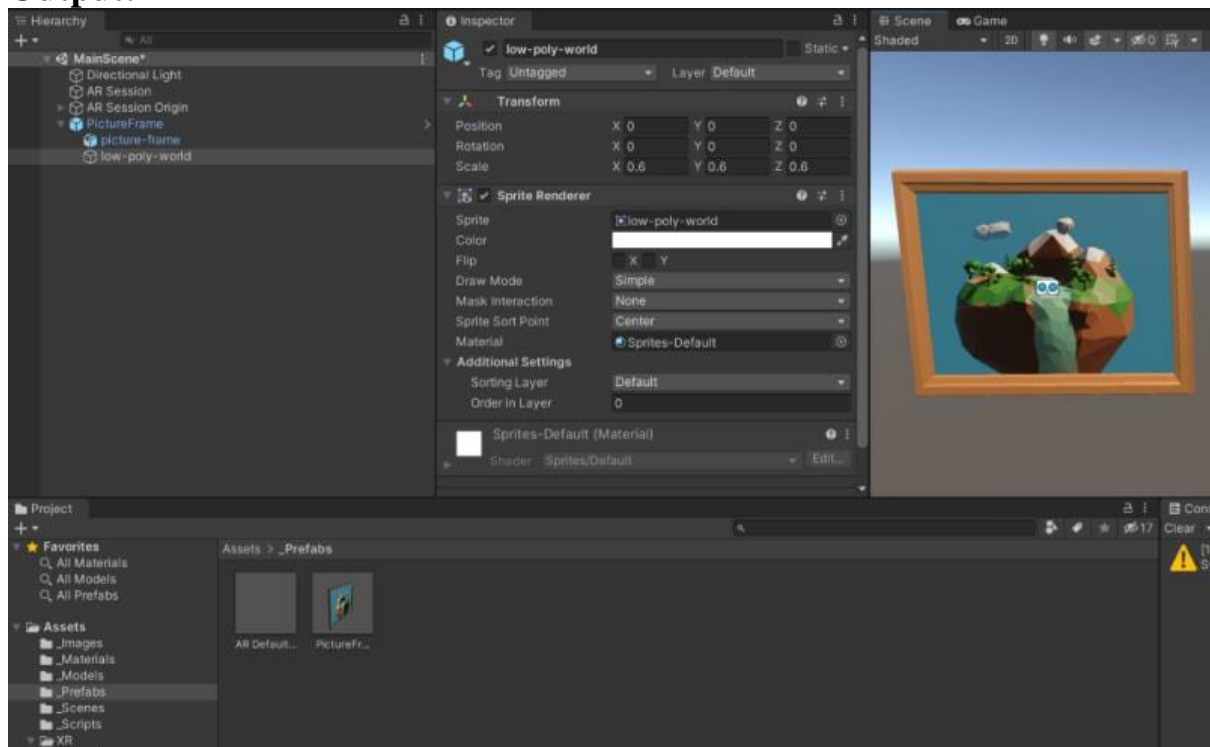 Hierarchy
All
MainScene*
Directional Light
AR Session
AR Session Origin
PictureFrame
picture-frame
low-poly-world
Inspector
low-poly-world
Static
Tag Untagged Layer Default
Transform
Position X 0 Y 0 Z 0
Rotation X 0 Y 0 Z 0
Scale X 0.6 Y 0.6 Z 0.6
Sprite Renderer
Sprite low-poly-world
Color
Flip X Y
Draw Mode Simple
Mask Interaction None
Sprite Sort Point Center
Material Sprites-Default
Additional Settings
Sorting Layer Default
Order in Layer 0
Sprites-Default (Material)
Shader Sprites/Default Edit...
Scene Game
Shaded 2D 0
Project
17
Favorites
All Materials
All Models
All Prefabs
Assets
_Images
_Materials
_Models
_Prefabs
_Scenes
_Scripts
XR
Assets > _Prefabs
AR Default... PictureFr...
Clear